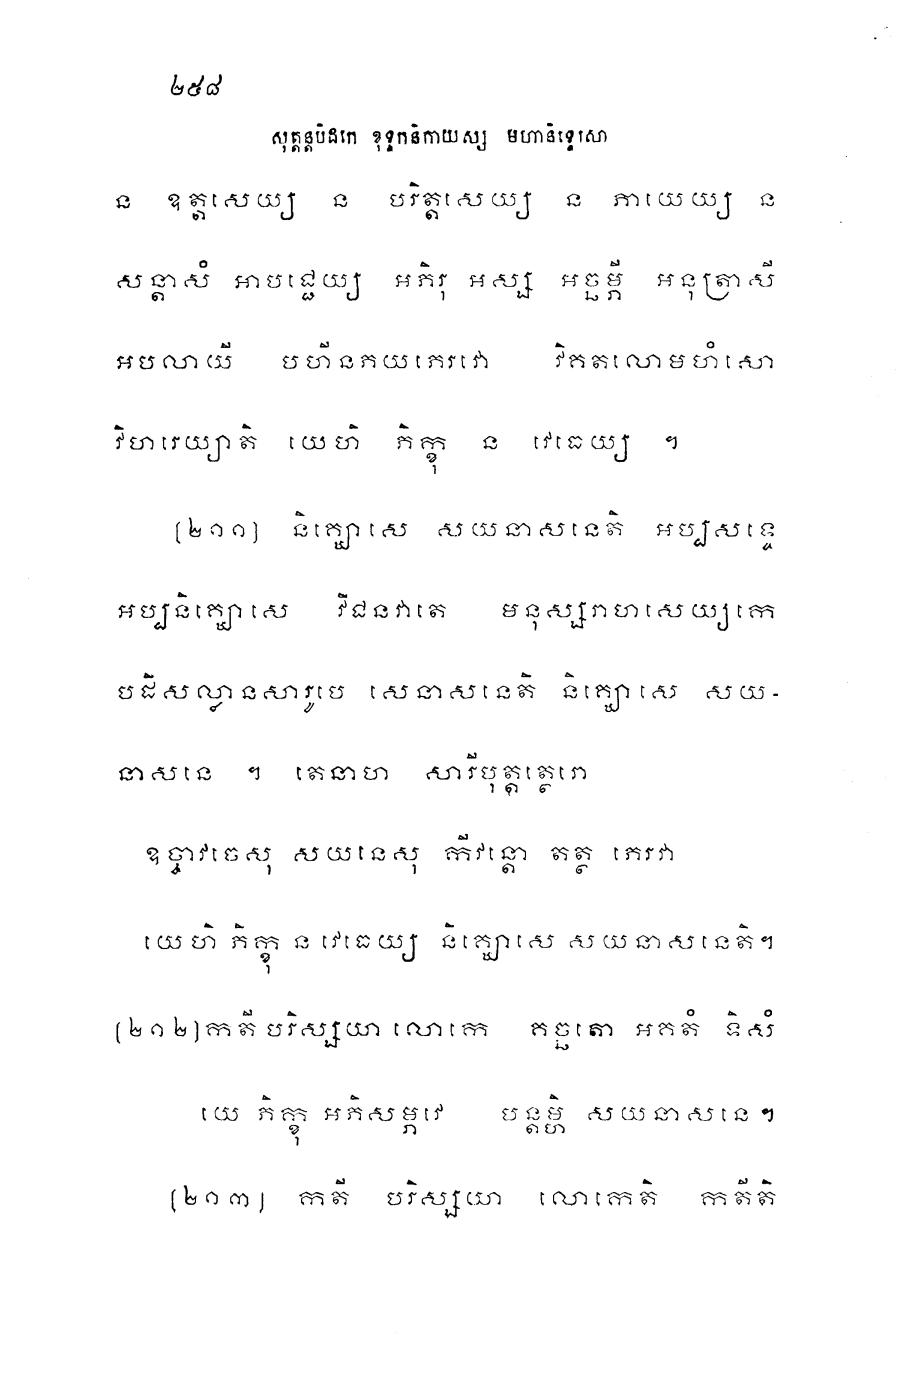 ២៥៨
សុត្តន្តបិដកេ ខុទ្ទកនិកាយស្ស មហានិទ្ទេសោ
ន ឧត្តសេយ្យ ន បរិត្តសេយ្យ ន ភាយេយ្យ ន
សន្តាសំ អាបជ្ជេយ្យ អភិរុ អស្ស អច្ឆម្ភី អនុត្រាសី
អបលាយី បហីនភយភេរវោ វិគតលោមហំសោ
វិហរេយ្យាតិ យេហិ ភិក្ខុ ន វេធេយ្យ ។
(២០១) និគ្ឃោសេ សយនាសនេតិ អប្បសទ្ទេ
អប្បនិគ្ឃោសេ វិជនវាតេ មនុស្សរាហសេយ្យកេ
បដិសល្លានសារូបេ សេនាសនេតិ និគ្ឃោសេ សយ-
នាសនេ ។ តេនាហ សារីបុត្តត្ថេរោ
ឧច្ចាវចេសុ សយនេសុ កីវន្តោ តត្ថ ភេរវា
យេហិ ភិក្ខុ ន វេធេយ្យ និគ្ឃោសេ សយនាសនេតិ។
(២០២)កតី បរិស្សយា លោកេ គច្ឆតោ អគតំ ទិសំ
យេ ភិក្ខុ អភិសម្ភវេ បន្តម្ហិ សយនាសនេ។
(២០៣) កតី បរិស្សយា លោកេតិ កតីតិ